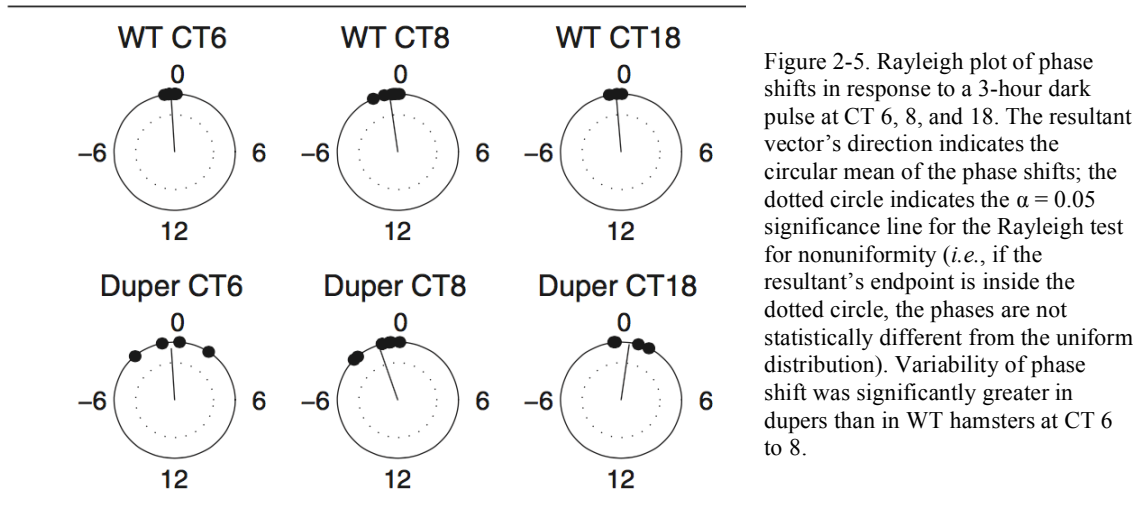 WT CT6
0
−6
6
12
WT CT8
0
−6
6
12
WT CT18
0
−6
6
12
Duper CT6
0
−6
6
12
Duper CT8
0
−6
6
12
Duper CT18
0
−6
6
12
Figure 2-5. Rayleigh plot of phase
shifts in response to a 3-hour dark
pulse at CT 6, 8, and 18. The resultant
vector’s direction indicates the
circular mean of the phase shifts; the
dotted circle indicates the α = 0.05
significance line for the Rayleigh test
for nonuniformity (i.e., if the
resultant’s endpoint is inside the
dotted circle, the phases are not
statistically different from the uniform
distribution). Variability of phase
shift was significantly greater in
dupers than in WT hamsters at CT 6
to 8.